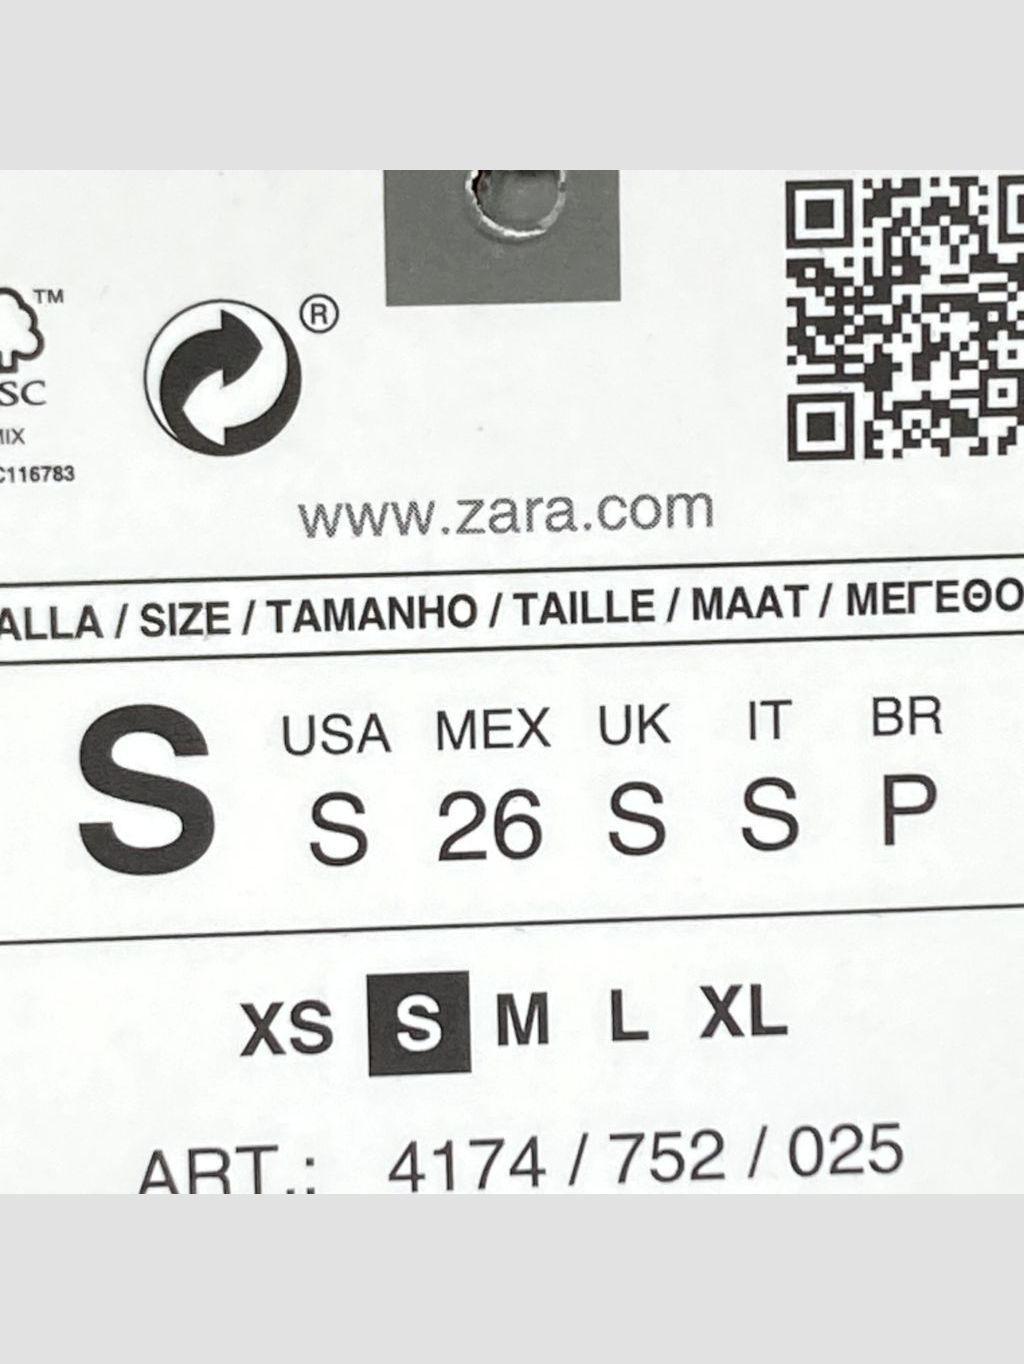 TM
®
SC
MIX
C116783
www.zara.com
ALLA / SIZE / TAMANHO / TAILLE / MAAT / ΜΕΓΕΘΟ
S
USA MEX UK IT BR
S 26 S S P
XS S M L XL
ART.: 4174 / 752 / 025